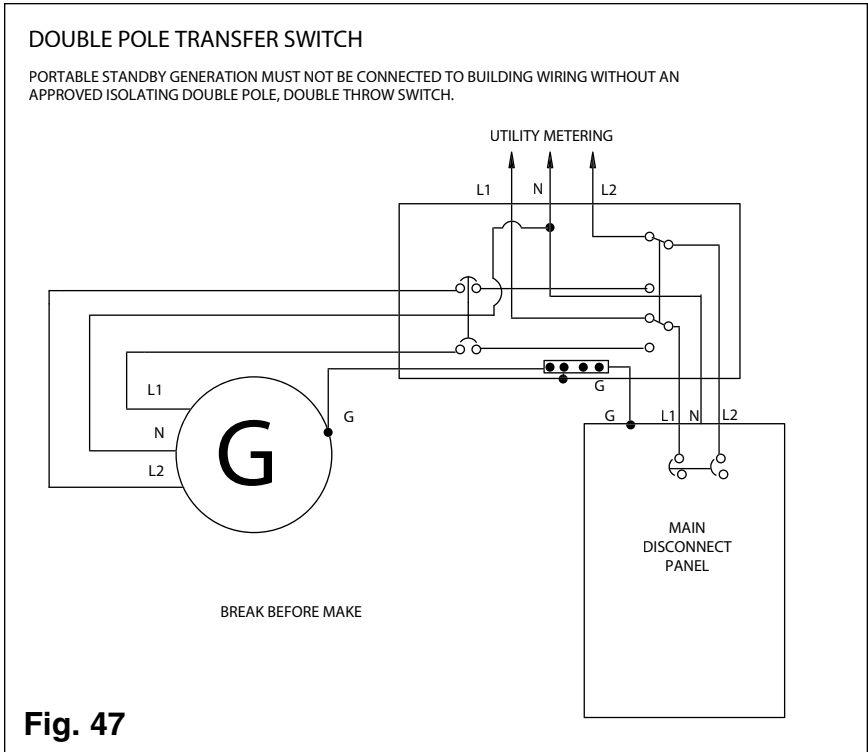 DOUBLE POLE TRANSFER SWITCH
PORTABLE STANDBY GENERATION MUST NOT BE CONNECTED TO BUILDING WIRING WITHOUT AN
APPROVED ISOLATING DOUBLE POLE, DOUBLE THROW SWITCH.
UTILITY METERING
L1 N L2
G
L1
N
L2
G
G
G L1 N L2
MAIN
DISCONNECT
PANEL
BREAK BEFORE MAKE
Fig. 47